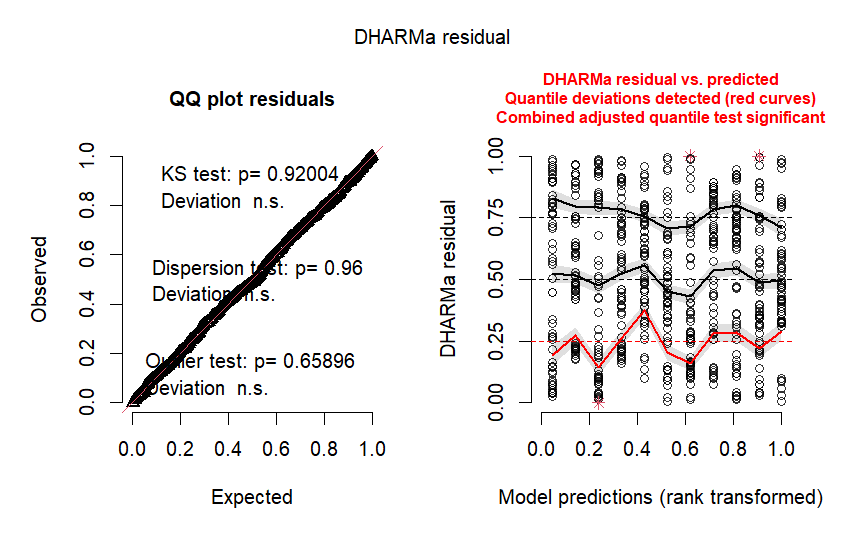 DHARMa residual
QQ plot residuals
KS test: p= 0.92004
Deviation n.s.
Dispersion test: p= 0.96
Deviation n.s.
Outlier test: p= 0.65896
Deviation n.s.
Observed
0.0 0.2 0.4 0.6 0.8 1.0
0.0 0.2 0.4 0.6 0.8 1.0
Expected
DHARMa residual vs. predicted
Quantile deviations detected (red curves)
Combined adjusted quantile test significant
DHARMa residual
0.00 0.25 0.50 0.75 1.00
0.0 0.2 0.4 0.6 0.8 1.0
Model predictions (rank transformed)